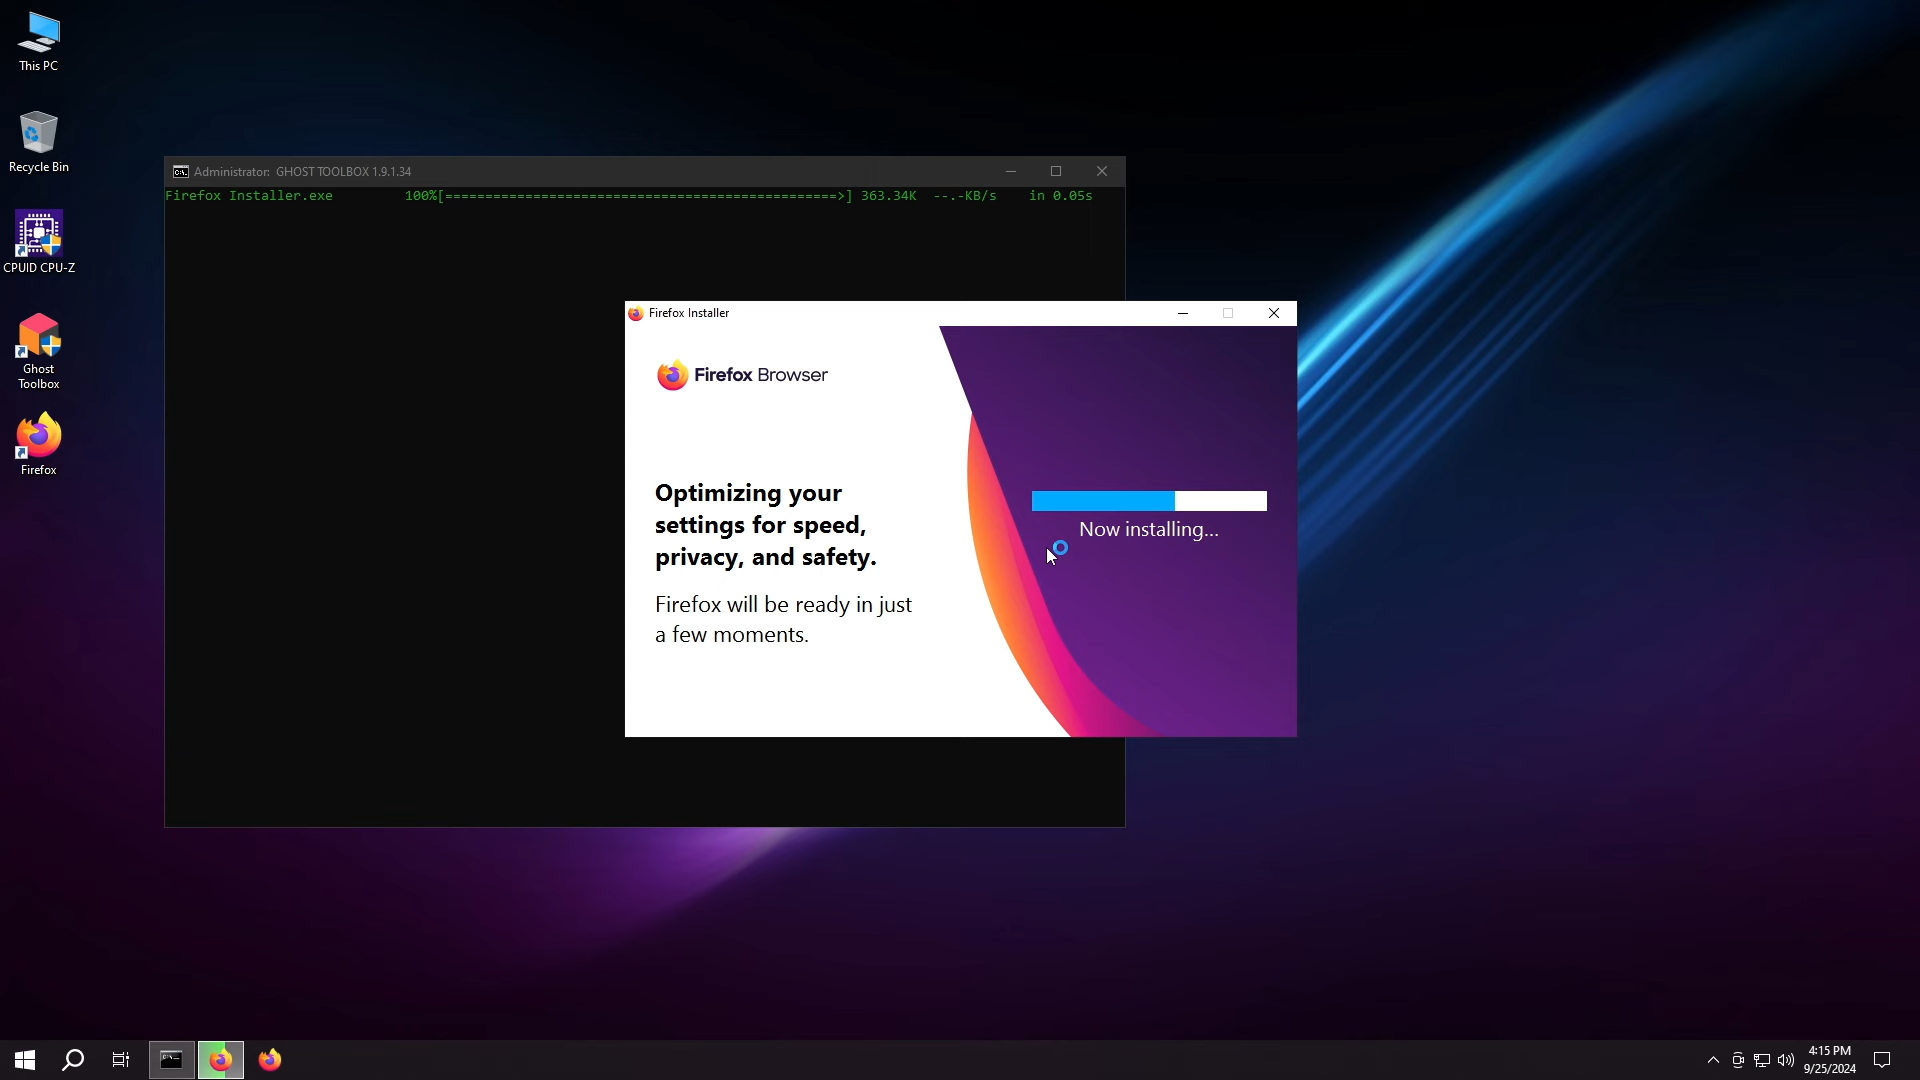 This PC
Recycle Bin
CPUID CPU-Z
Ghost
Toolbox
Firefox
Administrator:  GHOST TOOLBOX 1.9.1.34
Firefox Installer.exe         100%[=================================================>] 363.34K  --.-KB/s    in 0.05s
Firefox Installer
Firefox Browser
Optimizing your
settings for speed,
privacy, and safety.
Firefox will be ready in just
a few moments.
Now installing...
4:15 PM
9/25/2024